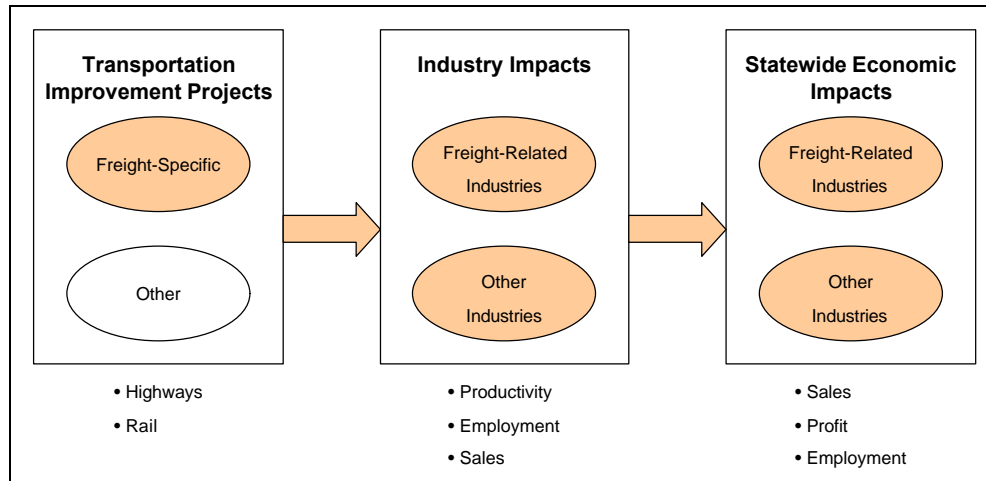 Transportation
Improvement Projects
Freight-Specific
Other
• Highways
• Rail
Industry Impacts
Freight-Related
Industries
Other
Industries
• Productivity
• Employment
• Sales
Statewide Economic
Impacts
Freight-Related
Industries
Other
Industries
• Sales
• Profit
• Employment